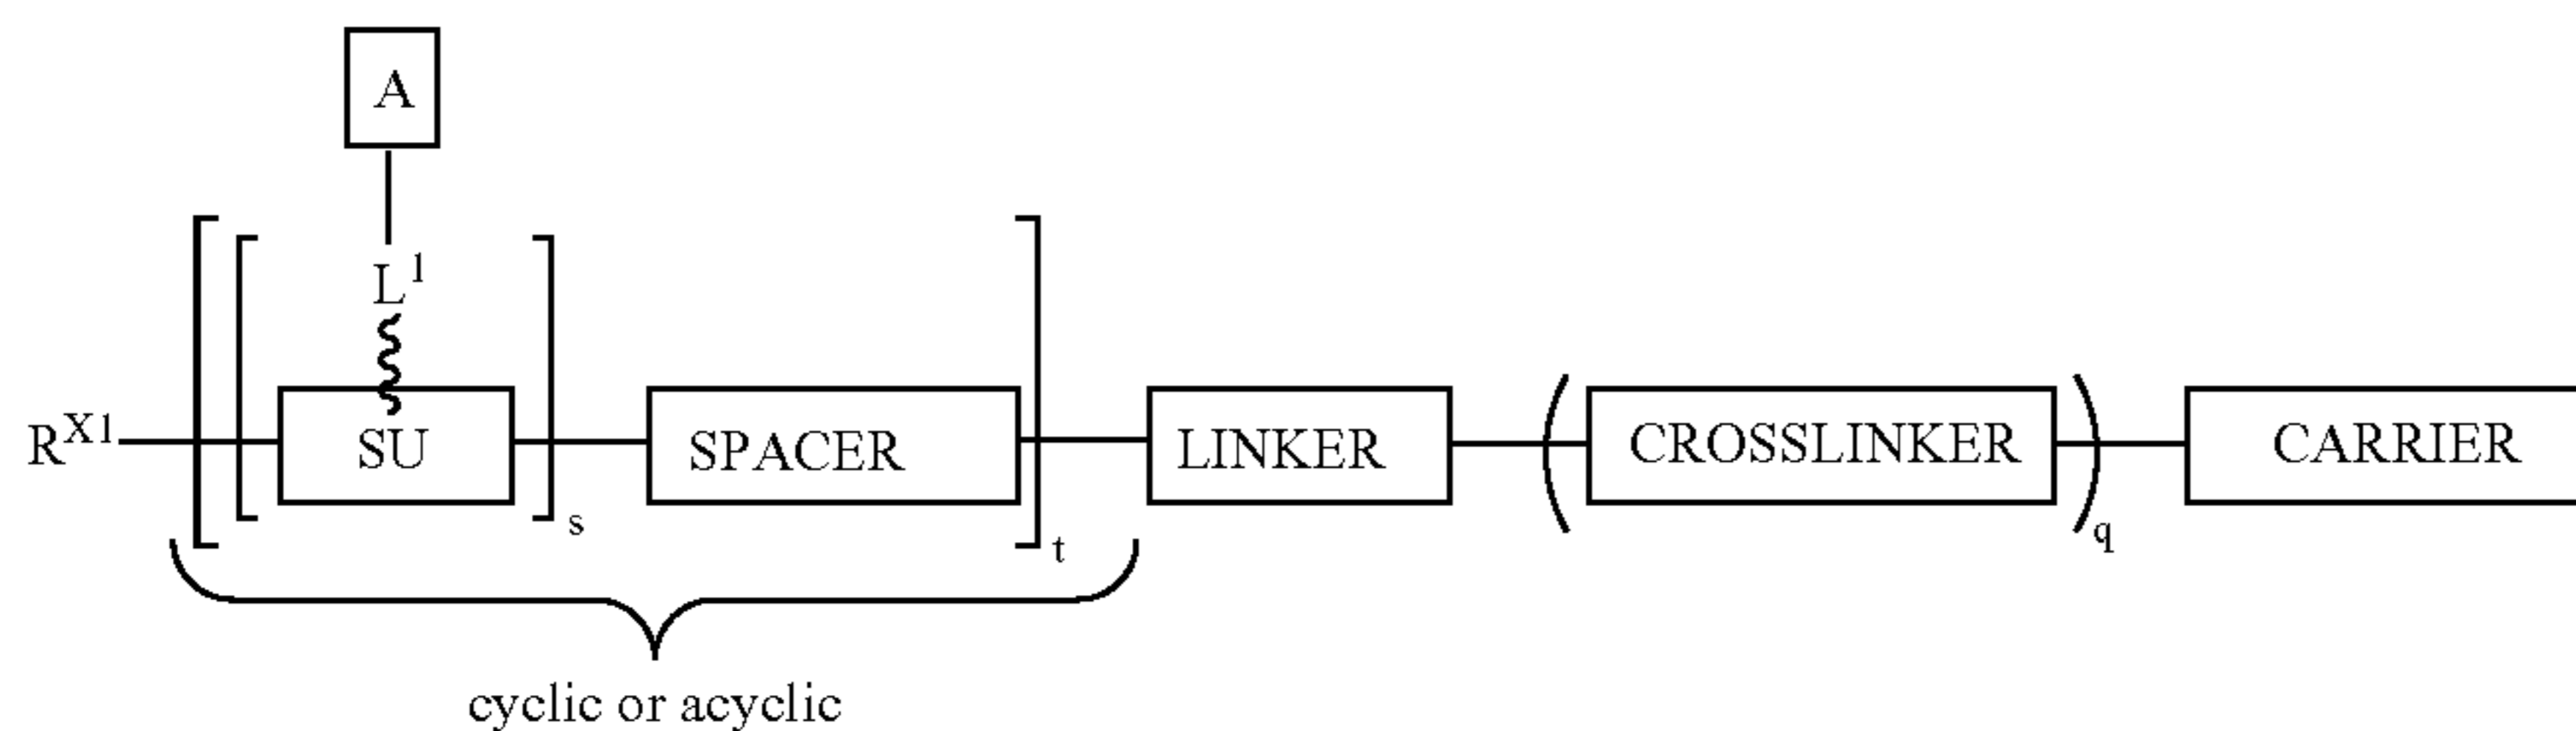 A
L¹
Rˣ¹ SU SPACER LINKER CROSSLINKER CARRIER
s t q
cyclic or acyclic